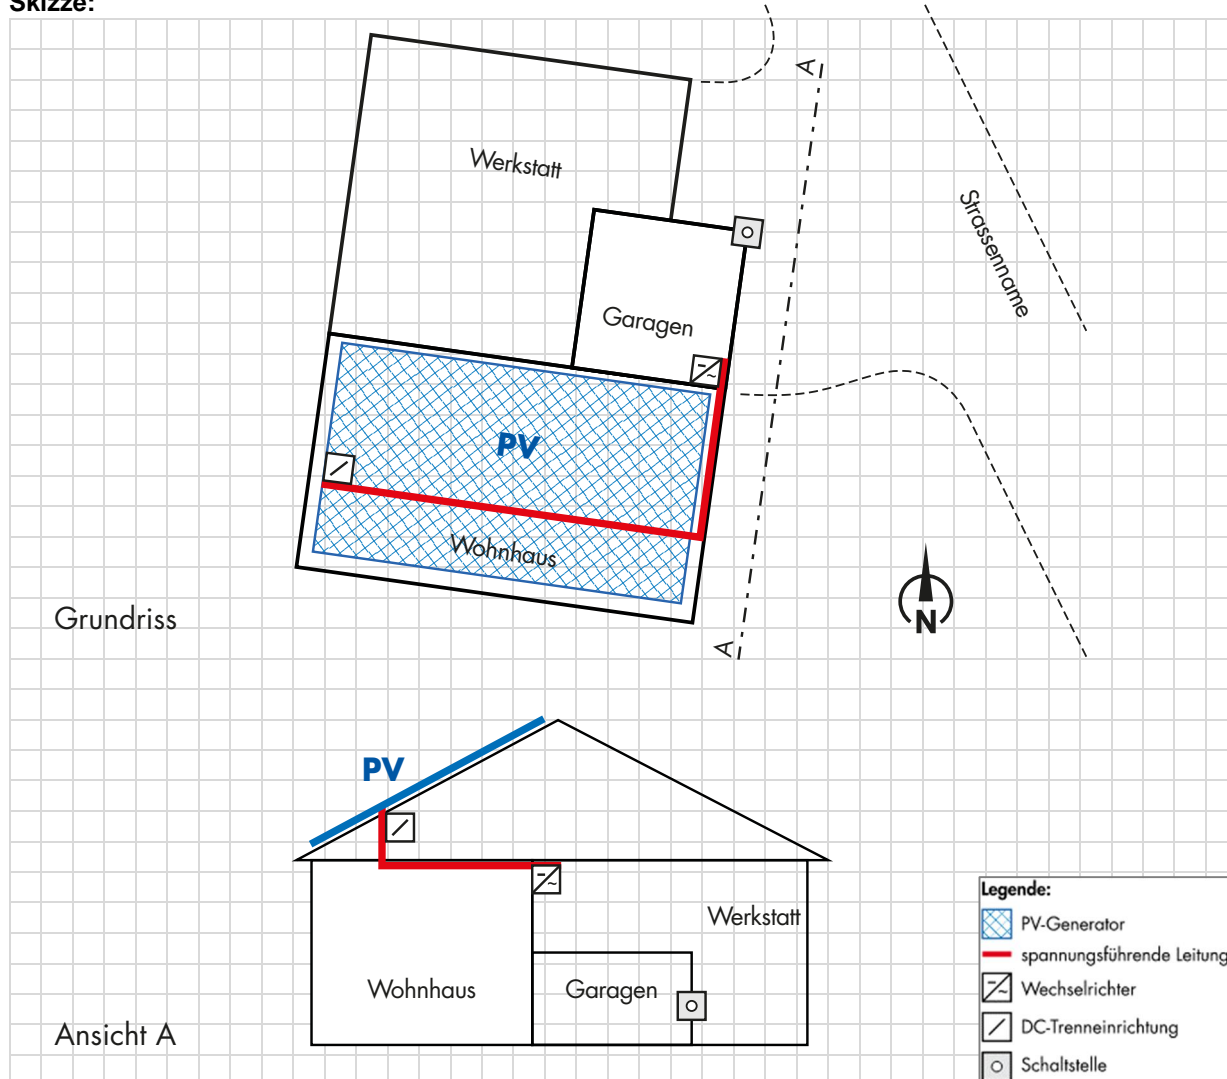 Skizze:
A
Werkstatt
Strassenname
Garagen
PV
Wohnhaus
N
Grundriss
A
PV
Werkstatt
Wohnhaus
Garagen
Ansicht A
Legende:
PV-Generator
spannungsführende Leitung
Wechselrichter
DC-Trenneinrichtung
Schaltstelle